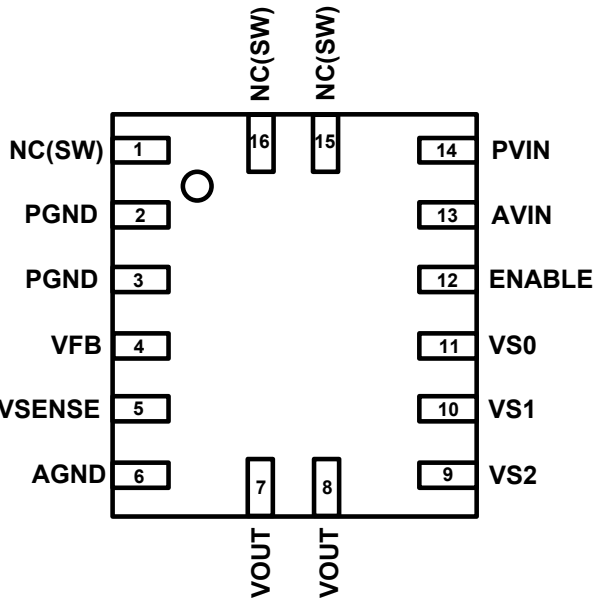 NC(SW)
NC(SW)
16
15
NC(SW)
1
14
PVIN
PGND
2
13
AVIN
PGND
3
12
ENABLE
VFB
4
11
VS0
VSENSE
5
10
VS1
AGND
6
9
VS2
7
8
VOUT
VOUT